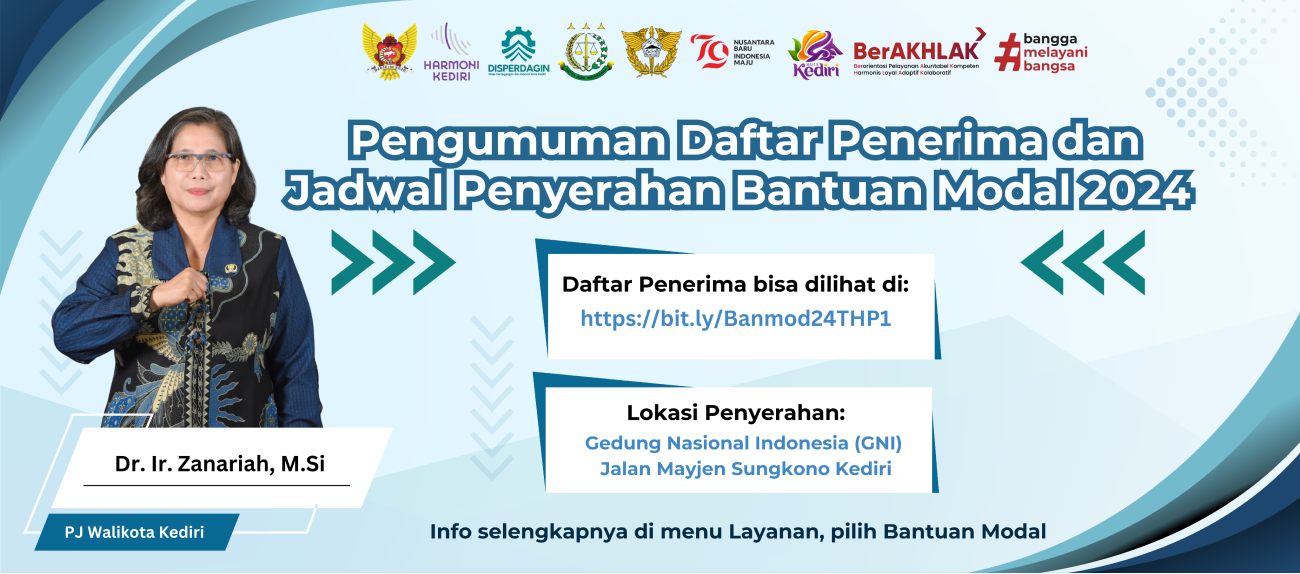 HARMONI
KEDIRI
DISPERDAGIN
79
NUSANTARA
BARU
INDONESIA
MAJU
KOTA
Kediri
BerAKHLAK
Berorientasi Pelayanan Akuntabel Kompeten
Harmonis Loyal Adaptif Kolaboratif
#bangga
melayani
bangsa
Pengumuman Daftar Penerima dan
Jadwal Penyerahan Bantuan Modal 2024
Daftar Penerima bisa dilihat di:
https://bit.ly/Banmod24THP1
Lokasi Penyerahan:
Gedung Nasional Indonesia (GNI)
Jalan Mayjen Sungkono Kediri
Dr. Ir. Zanariah, M.Si
PJ Walikota Kediri
Info selengkapnya di menu Layanan, pilih Bantuan Modal